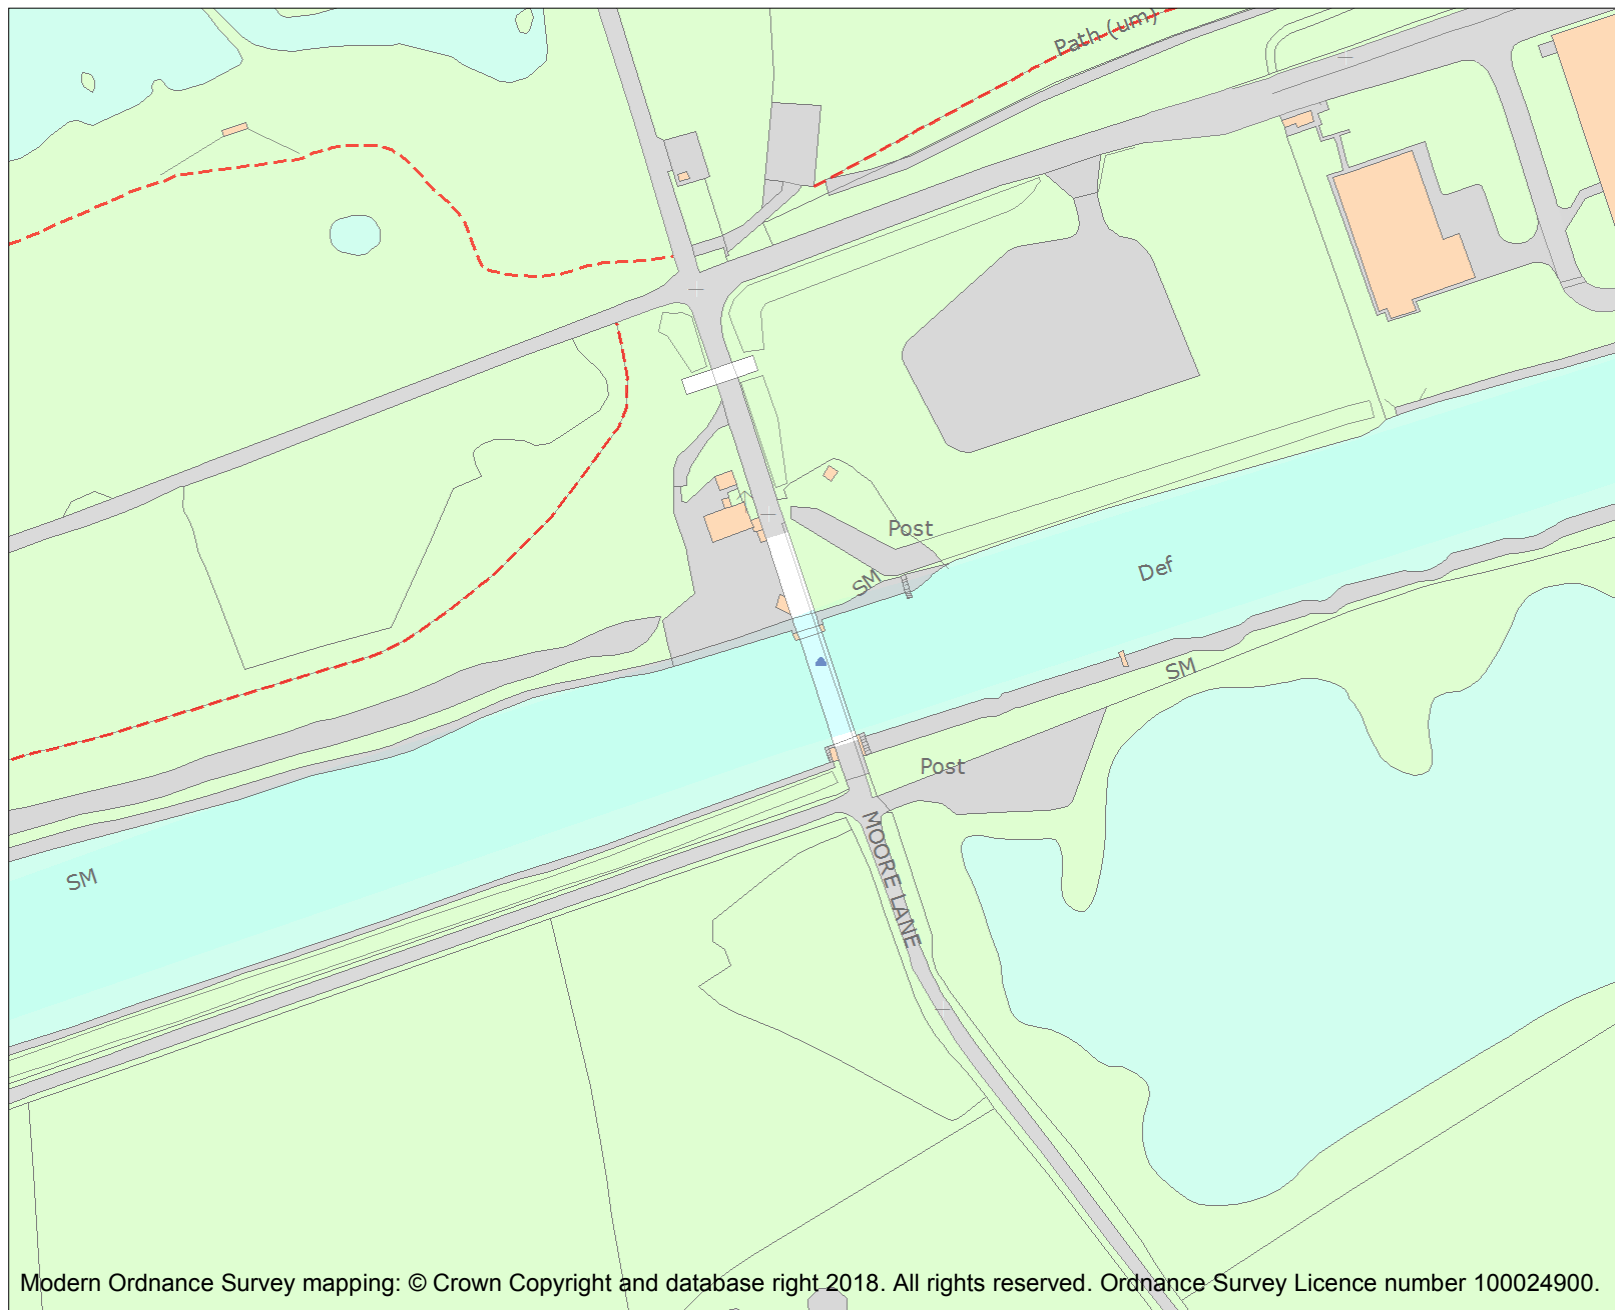 Path (um)
Post
SM
Def
SM
Post
MOORE LANE
SM
Modern Ordnance Survey mapping: © Crown Copyright and database right 2018. All rights reserved. Ordnance Survey Licence number 100024900.